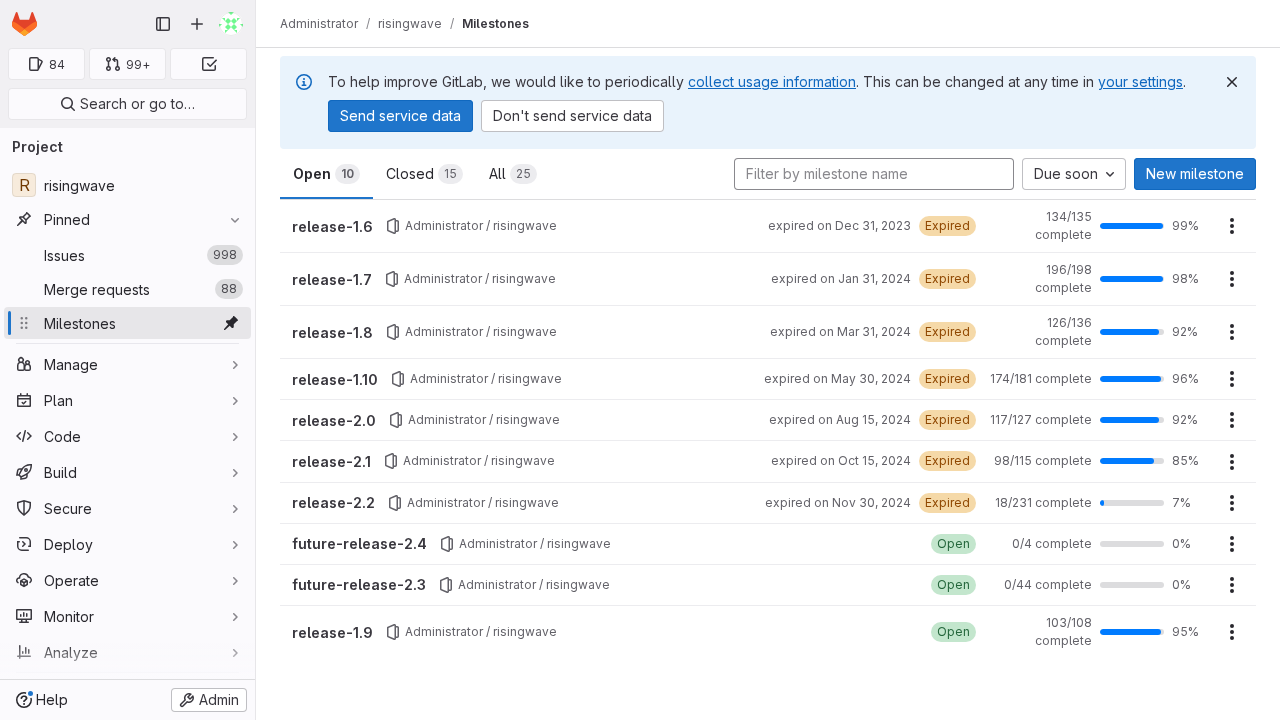 Administrator / risingwave / Milestones
84
99+
Search or go to…
Project
R risingwave
Pinned
Issues 998
Merge requests 88
Milestones
Manage
Plan
Code
Build
Secure
Deploy
Operate
Monitor
Analyze
Help
Admin
To help improve GitLab, we would like to periodically collect usage information. This can be changed at any time in your settings.
Send service data
Don't send service data
Open 10
Closed 15
All 25
Filter by milestone name
Due soon
New milestone
release-1.6 Administrator / risingwave expired on Dec 31, 2023 Expired 134/135 complete 99%
release-1.7 Administrator / risingwave expired on Jan 31, 2024 Expired 196/198 complete 98%
release-1.8 Administrator / risingwave expired on Mar 31, 2024 Expired 126/136 complete 92%
release-1.10 Administrator / risingwave expired on May 30, 2024 Expired 174/181 complete 96%
release-2.0 Administrator / risingwave expired on Aug 15, 2024 Expired 117/127 complete 92%
release-2.1 Administrator / risingwave expired on Oct 15, 2024 Expired 98/115 complete 85%
release-2.2 Administrator / risingwave expired on Nov 30, 2024 Expired 18/231 complete 7%
future-release-2.4 Administrator / risingwave Open 0/4 complete 0%
future-release-2.3 Administrator / risingwave Open 0/44 complete 0%
release-1.9 Administrator / risingwave Open 103/108 complete 95%